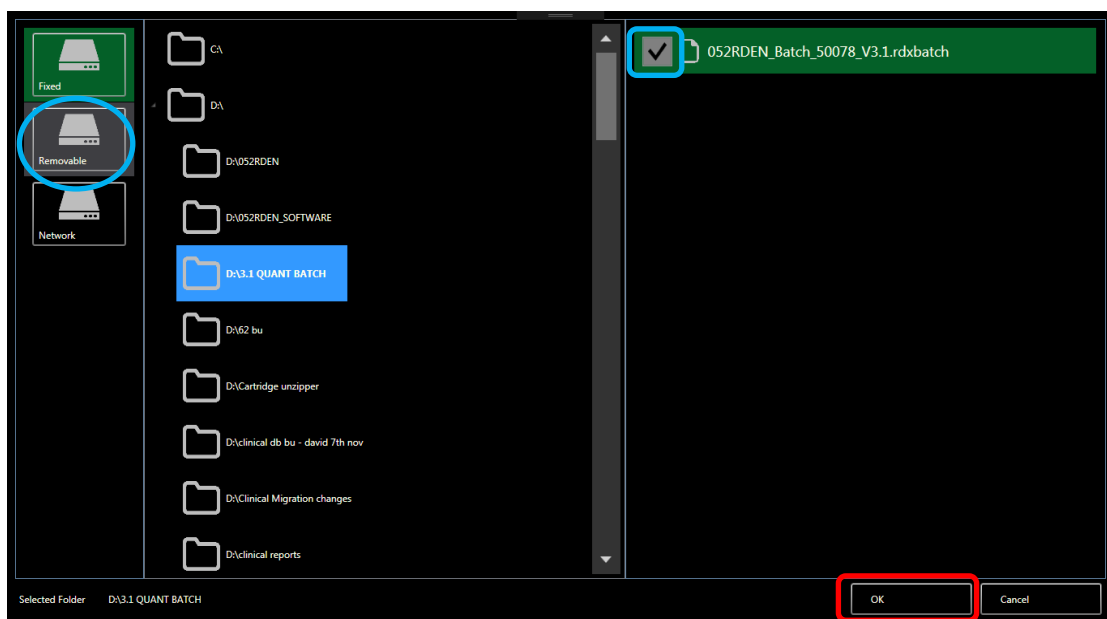 Fixed
Removable
Network
C:\
D:\
D:\052RDEN
D:\052RDEN_SOFTWARE
D:\3.1 QUANT BATCH
D:\62 bu
D:\Cartridge unzipper
D:\clinical db bu - david 7th nov
D:\Clinical Migration changes
D:\clinical reports
052RDEN_Batch_50078_V3.1.rdxbatch
Selected Folder D:\3.1 QUANT BATCH
OK
Cancel